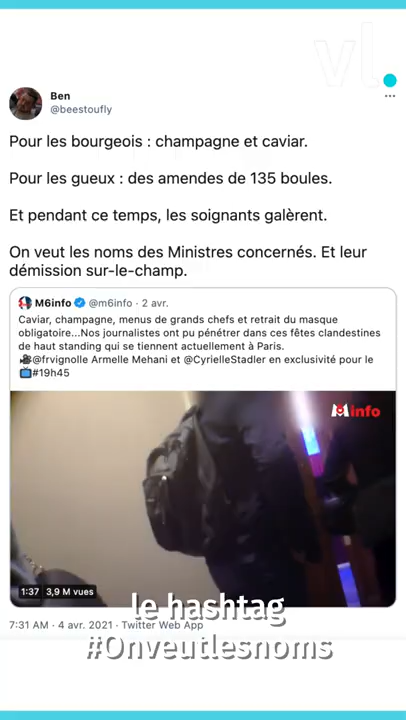 vl.
Ben
@beestoufly
Pour les bourgeois : champagne et caviar.
Pour les gueux : des amendes de 135 boules.
Et pendant ce temps, les soignants galèrent.
On veut les noms des Ministres concernés. Et leur
démission sur-le-champ.
M6info @m6info · 2 avr.
Caviar, champagne, menus de grands chefs et retrait du masque
obligatoire...Nos journalistes ont pu pénétrer dans ces fêtes clandestines
de haut standing qui se tiennent actuellement à Paris.
🎥@frvignolle Armelle Mehani et @CyrielleStadler en exclusivité pour le
📺#19h45
M info
1:37 3,9 M vues
le hashtag
7:31 AM · 4 avr. 2021 · Twitter Web App
#Onveutlesnoms